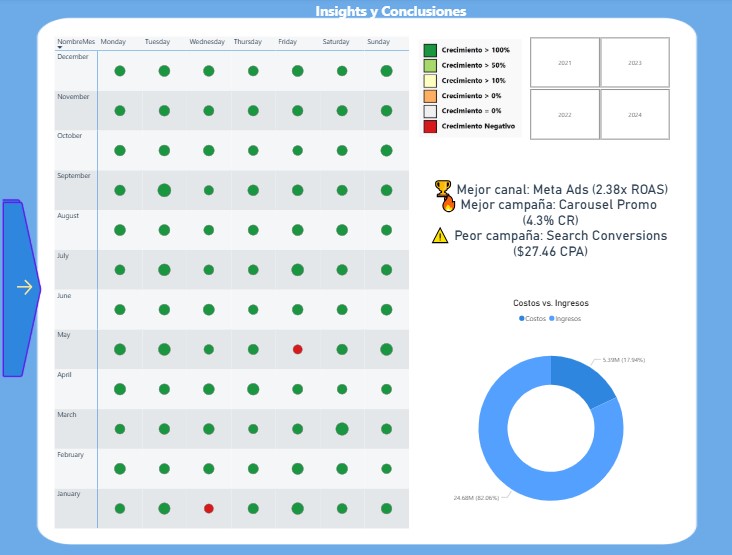 Insights y Conclusiones
NombreMes Monday Tuesday Wednesday Thursday Friday Saturday Sunday
December
November
October
September
August
July
June
May
April
March
February
January
Crecimiento > 100%
Crecimiento > 50%
Crecimiento > 10%
Crecimiento > 0%
Crecimiento = 0%
Crecimiento Negativo
2021 2023
2022 2024
Mejor canal: Meta Ads (2.38x ROAS)
Mejor campaña: Carousel Promo
(4.3% CR)
Peor campaña: Search Conversions
($27.46 CPA)
Costos vs. Ingresos
Costos Ingresos
5.39M (17.94%)
24.68M (82.06%)